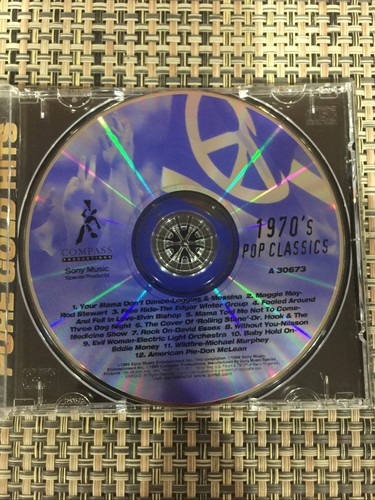 PURE GOLD HITS
COMPASS
PRODUCTIONS
Sony Music
Special Products
1970's
POP CLASSICS
A 30673
1. Your Mama Don't Dance-Loggins & Messina 2. Maggie May-
Rod Stewart 3. Free Ride-The Edgar Winter Group 4. Fooled Around
And Fell In Love-Elvin Bishop 5. Mama Told Me Not To Come-
Three Dog Night 6. The Cover Of 'Rolling Stone'-Dr. Hook & The
Medicine Show 7. Rock On-David Essex 8. Without You-Nilsson
9. Evil Woman-Electric Light Orchestra 10. Baby Hold On-
Eddie Money 11. Wildfire-Michael Murphey
12. American Pie-Don McLean